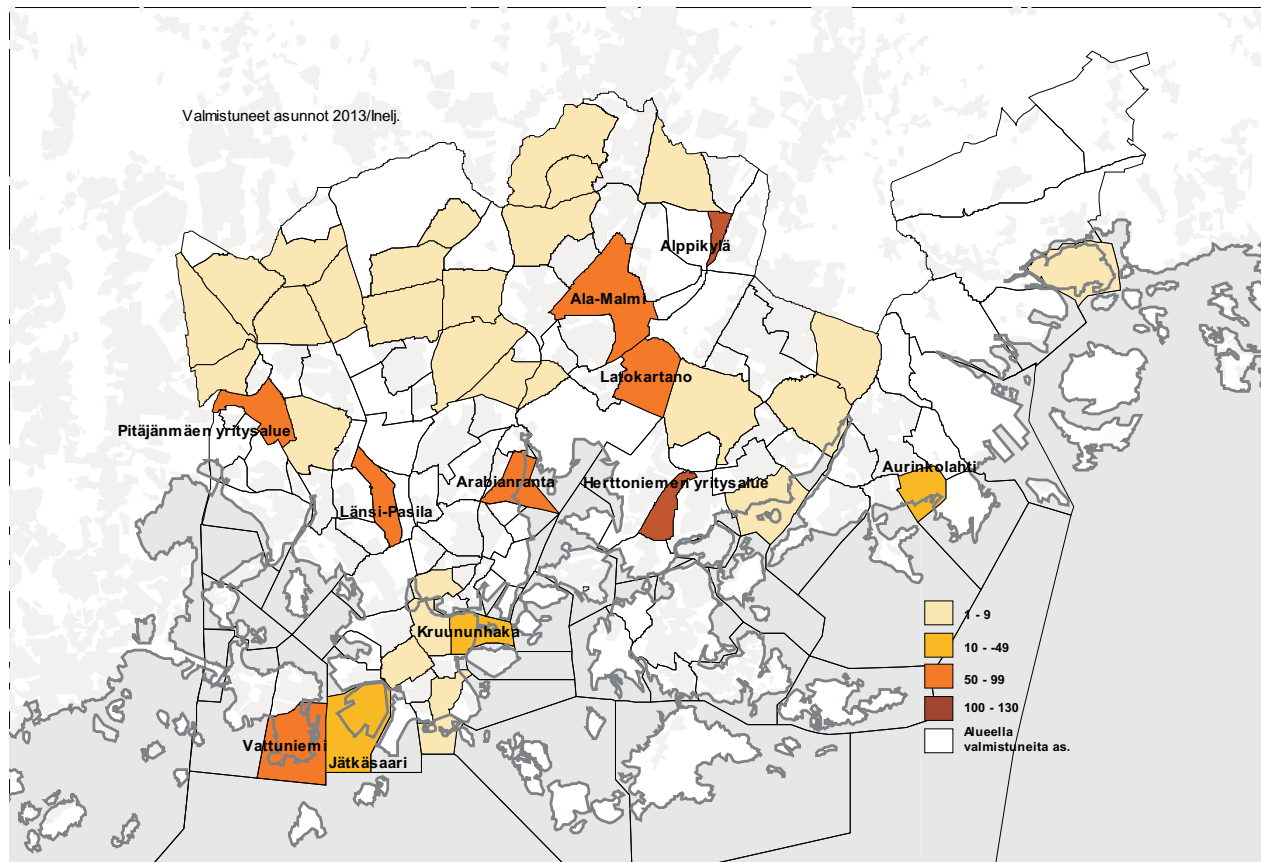 Valmistuneet asunnot 2013/Inelj.
Alppikylä
Ala-Malmi
Latokartano
Pitäjänmäen yritysalue
Aurinkolahti
Arabianranta
Herttoniemen yritysalue
Länsi-Pasila
1 - 9
Kruununhaka
10 - -49
50 - 99
100 - 130
Alueella
valmistuneita as.
Vattuniemi
Jätkäsaari